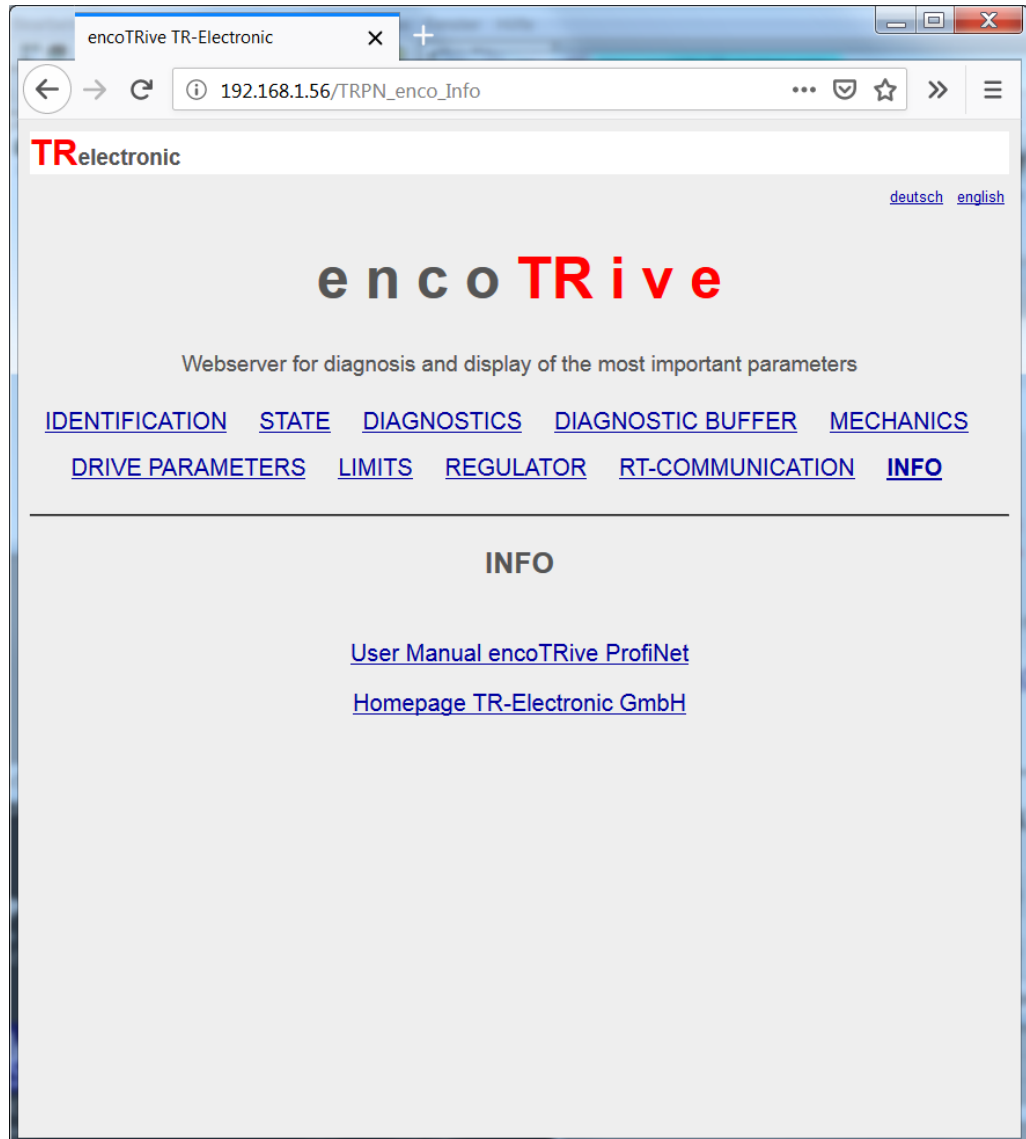 encoTRive TR-Electronic
192.168.1.56/TRPN_enco_Info
TRelectronic
deutsch english
e n c o TR i v e
Webserver for diagnosis and display of the most important parameters
IDENTIFICATION STATE DIAGNOSTICS DIAGNOSTIC BUFFER MECHANICS
DRIVE PARAMETERS LIMITS REGULATOR RT-COMMUNICATION INFO
INFO
User Manual encoTRive ProfiNet
Homepage TR-Electronic GmbH